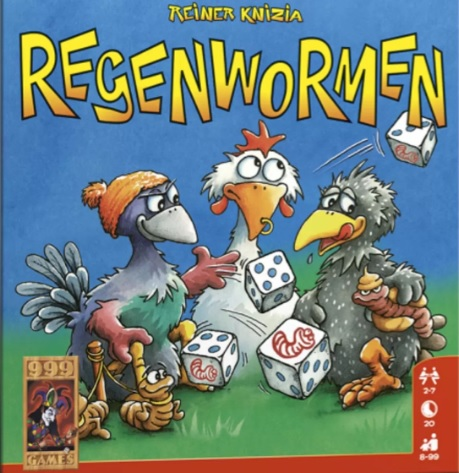 REINER KNIZIA
REGENWORMEN
999
GAMES
2-7
20
8-99